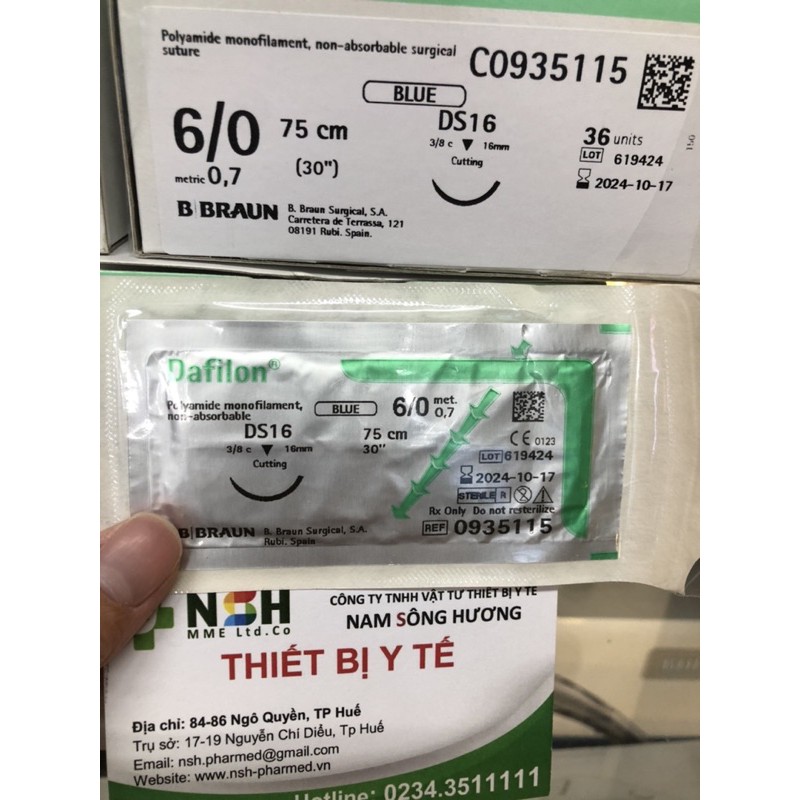 Polyamide monofilament, non-absorbable surgical
suture
C0935115
BLUE
6/0 75 cm
(30")
metric 0,7
DS16
3/8 c 16mm
Cutting
36 units
LOT 619424
2024-10-17
B|BRAUN
B. Braun Surgical, S.A.
Carretera de Terrassa, 121
08191 Rubi. Spain.
Dafilon®
Polyamide monofilament,
non-absorbable
BLUE
6/0 met.
0,7
DS16
3/8 c 16mm
Cutting
75 cm
30"
CE 0123
LOT 619424
2024-10-17
STERILE R
Rx Only Do not resterilize
REF 0935115
B|BRAUN
B. Braun Surgical, S.A.
Rubi. Spain
NSH
MME Ltd.Co
CÔNG TY TNHH VẬT TƯ THIẾT BỊ Y TẾ
NAM SÔNG HƯƠNG
THIẾT BỊ Y TẾ
Địa chỉ: 84-86 Ngô Quyền, TP Huế
Trụ sở: 17-19 Nguyễn Chí Diểu, Tp Huế
Email: nsh.pharmed@gmail.com
Website: www.nsh-pharmed.vn
Hotline: 0234.3511111